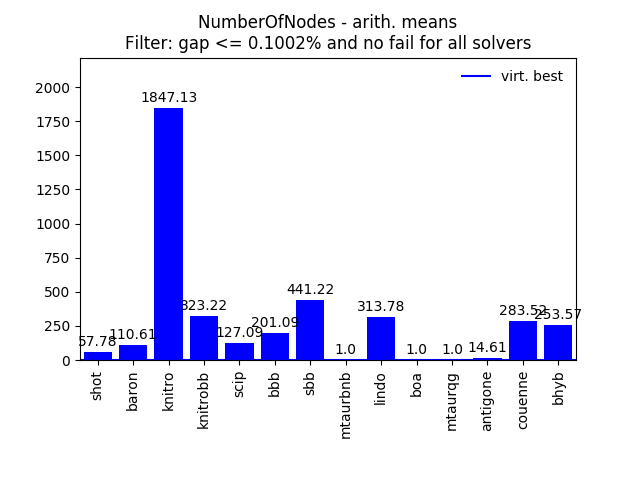 NumberOfNodes - arith. means
Filter: gap <= 0.1002% and no fail for all solvers
virt. best
2000
1750
1500
1250
1000
750
500
250
0
57.78
110.61
1847.13
323.22
127.09
201.09
441.22
1.0
313.78
1.0
1.0
14.61
283.52
253.57
shot
baron
knitro
knitrobb
scip
bbb
sbb
mtaurbnb
lindo
boa
mtaurqg
antigone
couenne
bhyb